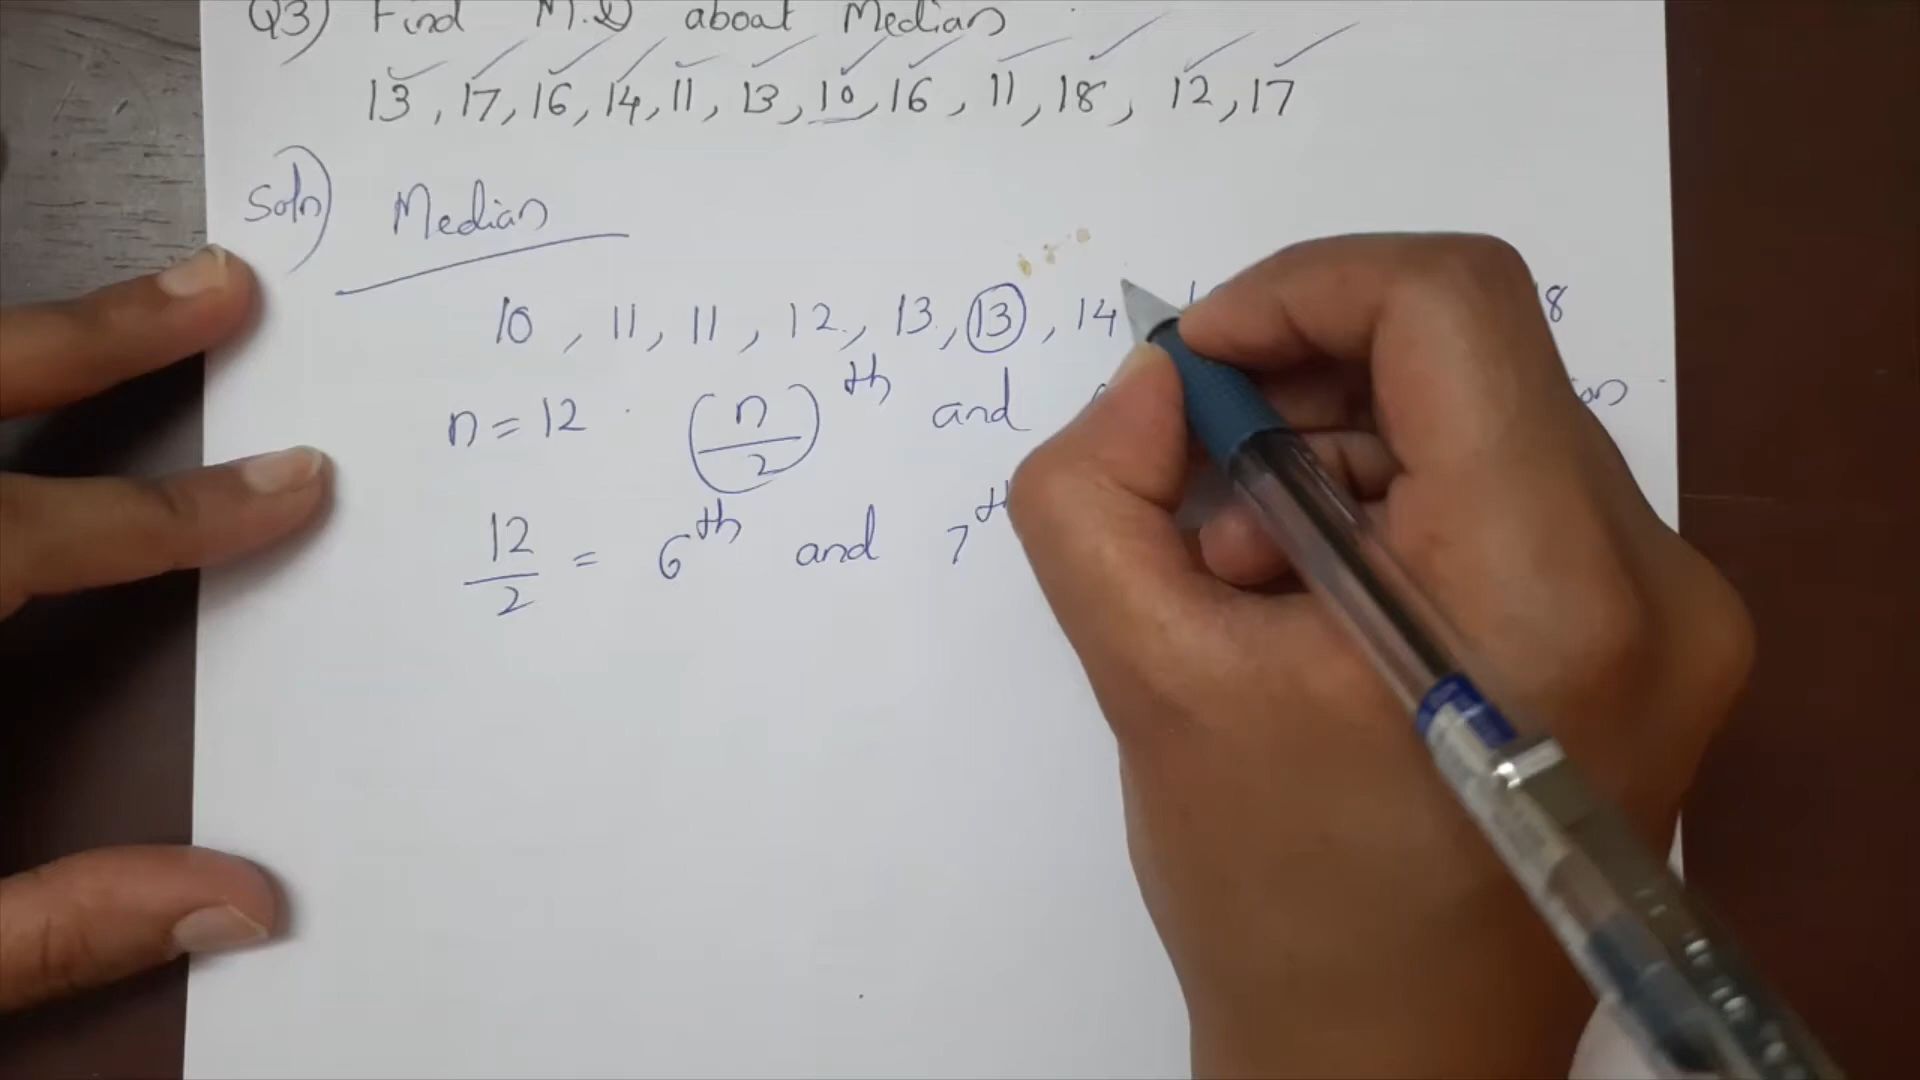 Q3) Find M.D about Median
13, 17, 16, 14, 11, 13, 10, 16, 11, 18, 12, 17
Soln) Median
10, 11, 11, 12, 13, 13, 14 18
n = 12 (n/2)th and
12/2 = 6th and 7th